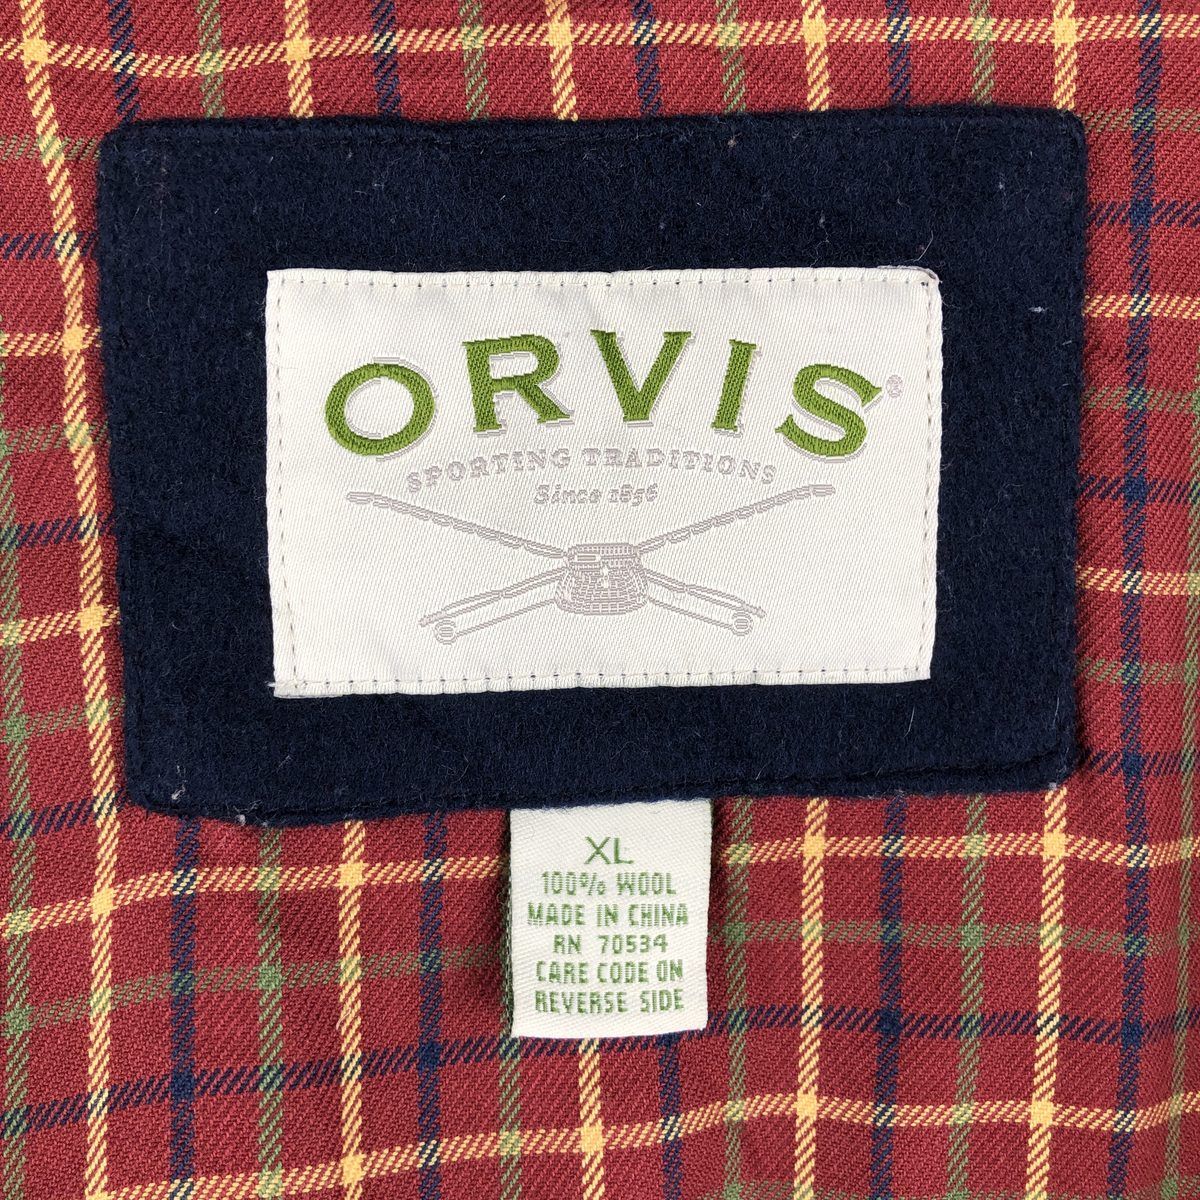 ORVIS®
SPORTING TRADITIONS
Since 1856
XL
100% WOOL
MADE IN CHINA
RN 70534
CARE CODE ON
REVERSE SIDE